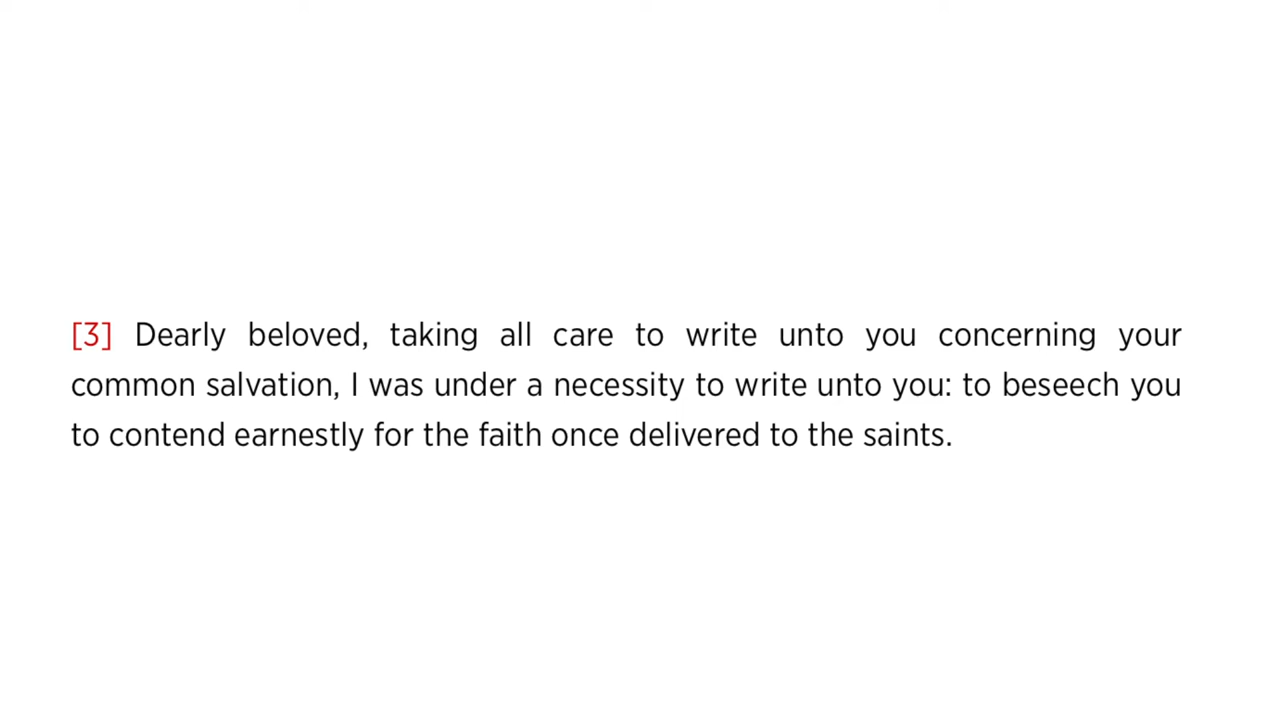 [3] Dearly beloved, taking all care to write unto you concerning your
common salvation, I was under a necessity to write unto you: to beseech you
to contend earnestly for the faith once delivered to the saints.